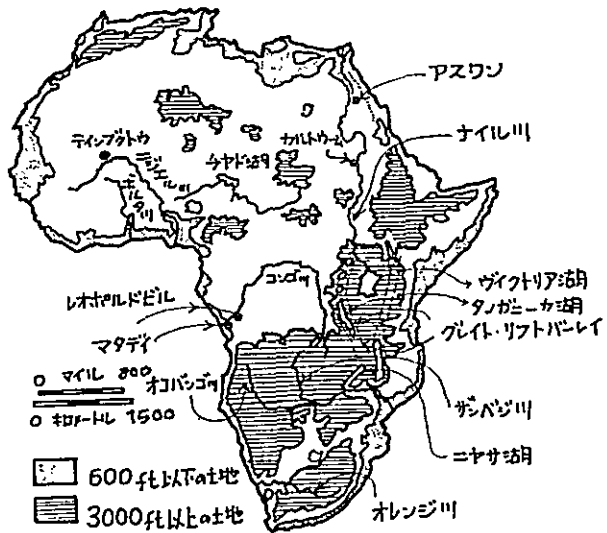 アスワン
ナイル川
ティンブクトウ
ニジェール川
チヤド湖
カルトウーム
ボルタ川
コンゴ川
レオポルドビル
マタディ
ヴィクトリア湖
タンガニーカ湖
グレイト・リフトバーレイ
オコバンゴ川
ザンベジ川
ニヤサ湖
オレンジ川
0 マイル 800
0 キロメートル 1500
600ft以下の土地
3000ft以上の土地